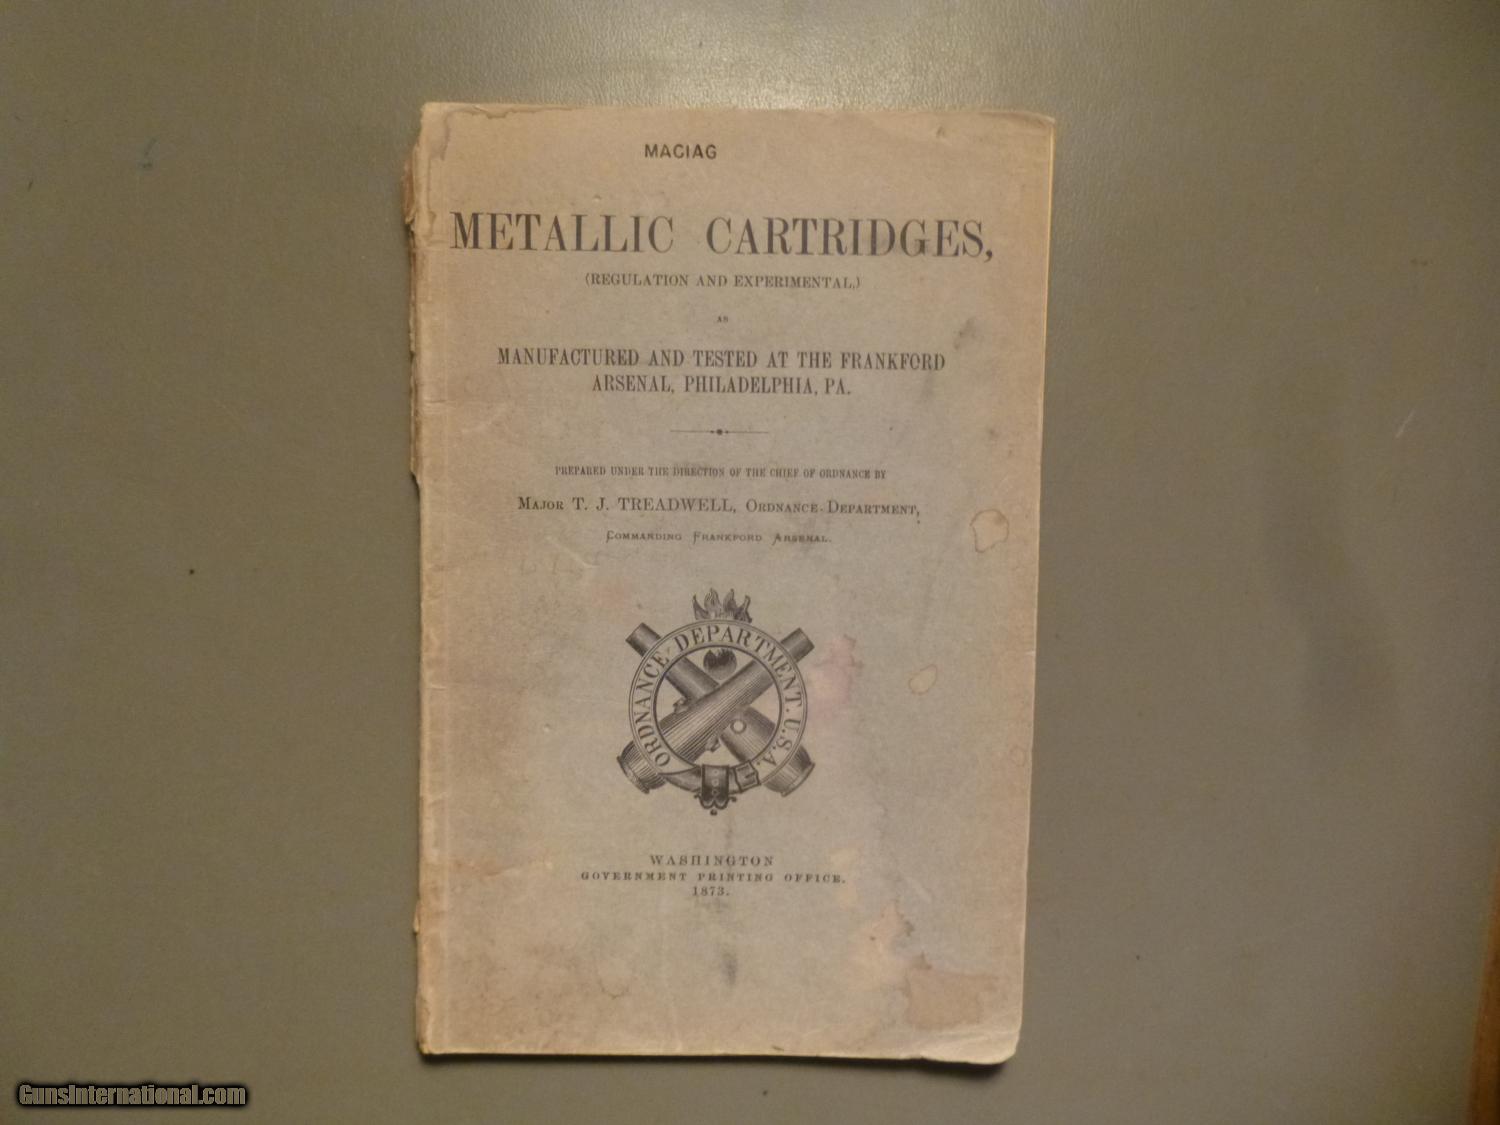 MACIAG
METALLIC CARTRIDGES,
(REGULATION AND EXPERIMENTAL,)
AS
MANUFACTURED AND TESTED AT THE FRANKFORD
ARSENAL, PHILADELPHIA, PA.
PREPARED UNDER THE DIRECTION OF THE CHIEF OF ORDNANCE BY
MAJOR T. J. TREADWELL, ORDNANCE DEPARTMENT,
COMMANDING FRANKFORD ARSENAL.
ORDNANCE DEPARTMENT. U.S.A.
WASHINGTON
GOVERNMENT PRINTING OFFICE.
1873.
GunsInternational.com